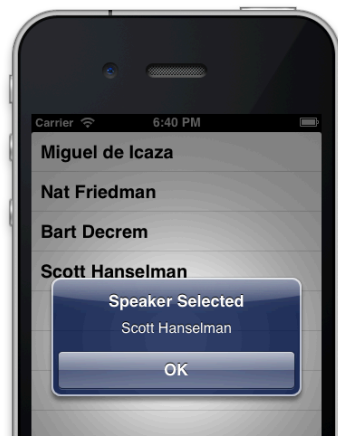 Carrier 6:40 PM
Miguel de Icaza
Nat Friedman
Bart Decrem
Scott Hanselman
Speaker Selected
Scott Hanselman
OK